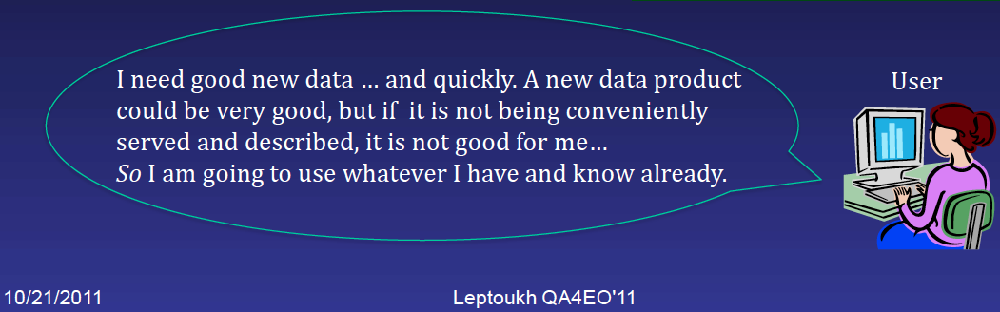 I need good new data … and quickly. A new data product
could be very good, but if  it is not being conveniently
served and described, it is not good for me…
So I am going to use whatever I have and know already.
User
10/21/2011
Leptoukh QA4EO'11